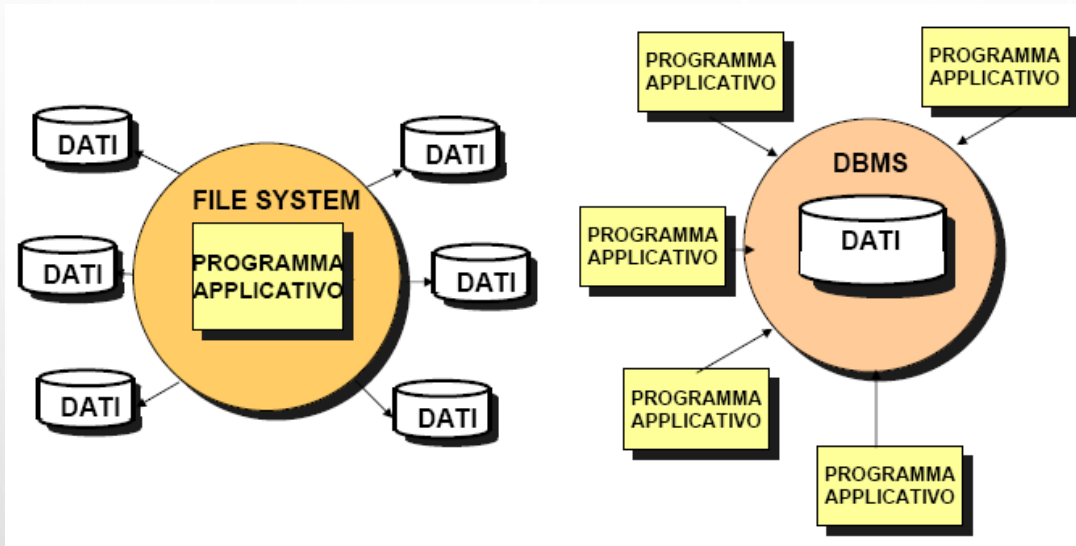 DATI
DATI
FILE SYSTEM
PROGRAMMA
APPLICATIVO
DATI
DATI
DATI
DATI
PROGRAMMA
APPLICATIVO
PROGRAMMA
APPLICATIVO
DBMS
DATI
PROGRAMMA
APPLICATIVO
PROGRAMMA
APPLICATIVO
PROGRAMMA
APPLICATIVO